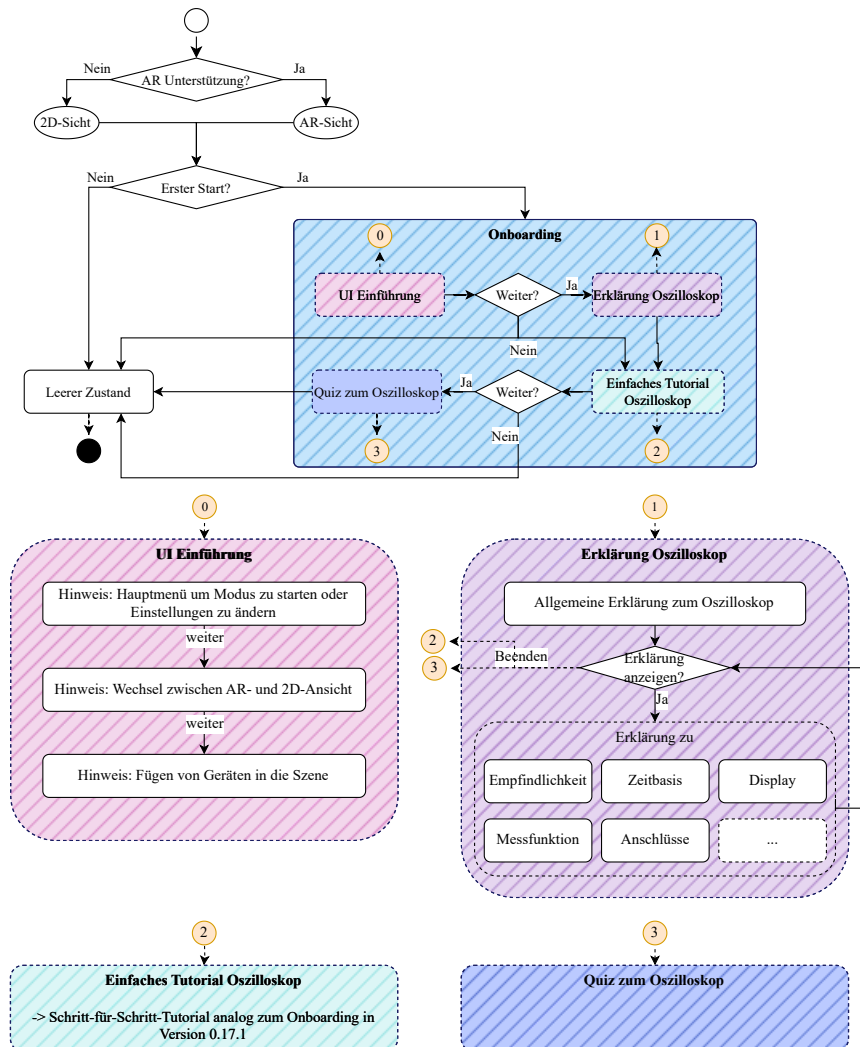 AR Unterstützung?
Nein
Ja
2D-Sicht
AR-Sicht
Erster Start?
Nein
Ja
Onboarding
0
1
UI Einführung
Weiter?
Ja
Erklärung Oszilloskop
Nein
Leerer Zustand
Quiz zum Oszilloskop
Ja
Weiter?
Einfaches Tutorial
Oszilloskop
Nein
3
2
0
UI Einführung
Hinweis: Hauptmenü um Modus zu starten oder
Einstellungen zu ändern
weiter
Hinweis: Wechsel zwischen AR- und 2D-Ansicht
weiter
Hinweis: Fügen von Geräten in die Szene
1
Erklärung Oszilloskop
Allgemeine Erklärung zum Oszilloskop
2
3
Beenden
Erklärung
anzeigen?
Ja
Erklärung zu
Empfindlichkeit
Zeitbasis
Display
Messfunktion
Anschlüsse
...
2
Einfaches Tutorial Oszilloskop
-> Schritt-für-Schritt-Tutorial analog zum Onboarding in
Version 0.17.1
3
Quiz zum Oszilloskop